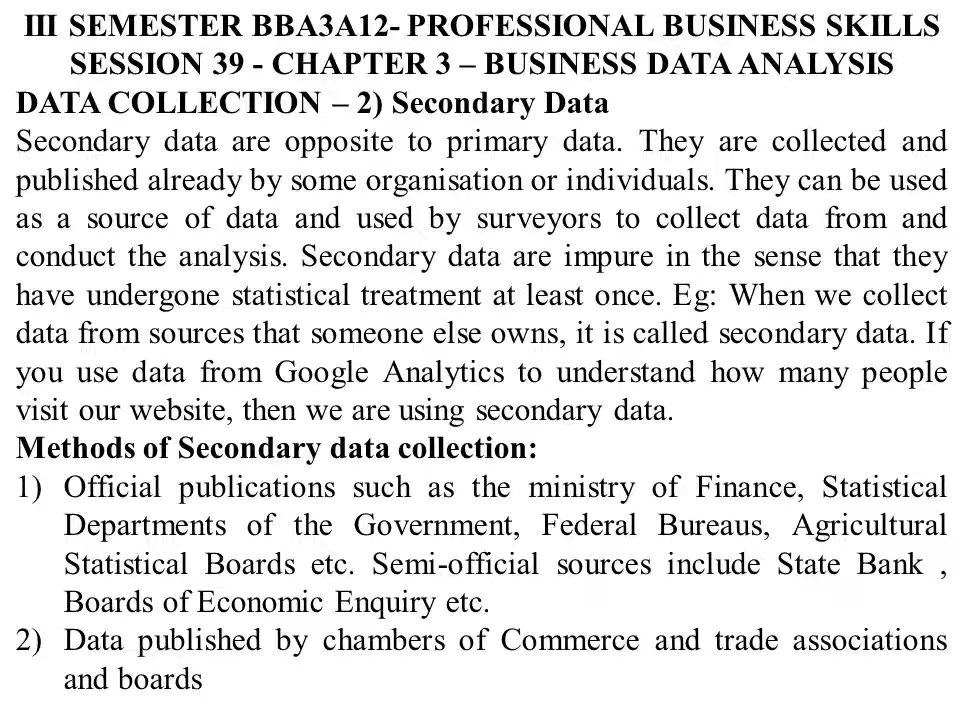 III SEMESTER BBA3A12- PROFESSIONAL BUSINESS SKILLS
SESSION 39 - CHAPTER 3 – BUSINESS DATA ANALYSIS
DATA COLLECTION – 2) Secondary Data
Secondary data are opposite to primary data. They are collected and
published already by some organisation or individuals. They can be used
as a source of data and used by surveyors to collect data from and
conduct the analysis. Secondary data are impure in the sense that they
have undergone statistical treatment at least once. Eg: When we collect
data from sources that someone else owns, it is called secondary data. If
you use data from Google Analytics to understand how many people
visit our website, then we are using secondary data.
Methods of Secondary data collection:
1) Official publications such as the ministry of Finance, Statistical
Departments of the Government, Federal Bureaus, Agricultural
Statistical Boards etc. Semi-official sources include State Bank ,
Boards of Economic Enquiry etc.
2) Data published by chambers of Commerce and trade associations
and boards